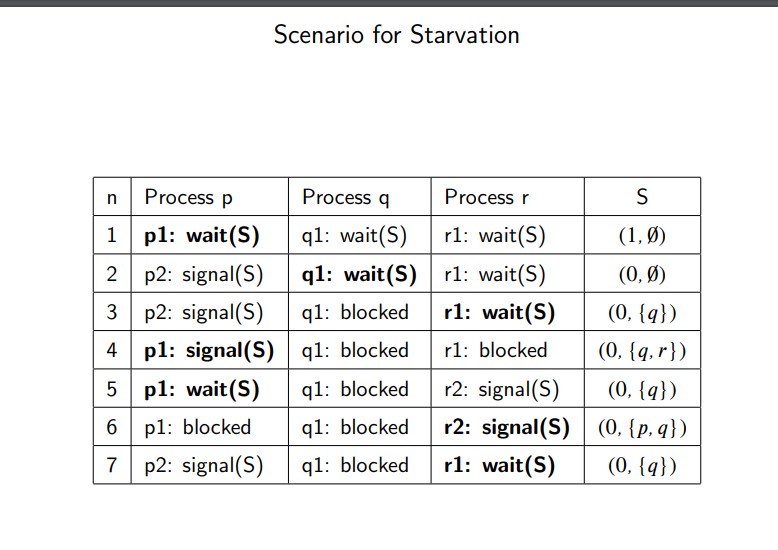 Scenario for Starvation
n Process p Process q Process r S
1 p1: wait(S) q1: wait(S) r1: wait(S) (1, ∅)
2 p2: signal(S) q1: wait(S) r1: wait(S) (0, ∅)
3 p2: signal(S) q1: blocked r1: wait(S) (0, {q})
4 p1: signal(S) q1: blocked r1: blocked (0, {q, r})
5 p1: wait(S) q1: blocked r2: signal(S) (0, {q})
6 p1: blocked q1: blocked r2: signal(S) (0, {p, q})
7 p2: signal(S) q1: blocked r1: wait(S) (0, {q})